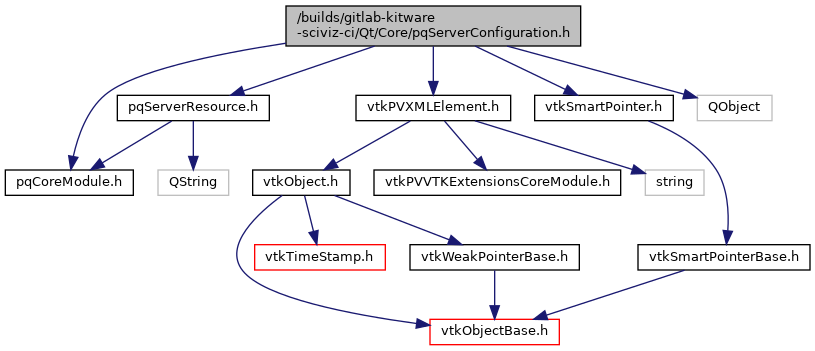 /builds/gitlab-kitware
-sciviz-ci/Qt/Core/pqServerConfiguration.h
pqServerResource.h
vtkPVXMLElement.h
vtkSmartPointer.h
QObject
pqCoreModule.h
QString
vtkObject.h
vtkPVVTKExtensionsCoreModule.h
string
vtkTimeStamp.h
vtkWeakPointerBase.h
vtkSmartPointerBase.h
vtkObjectBase.h